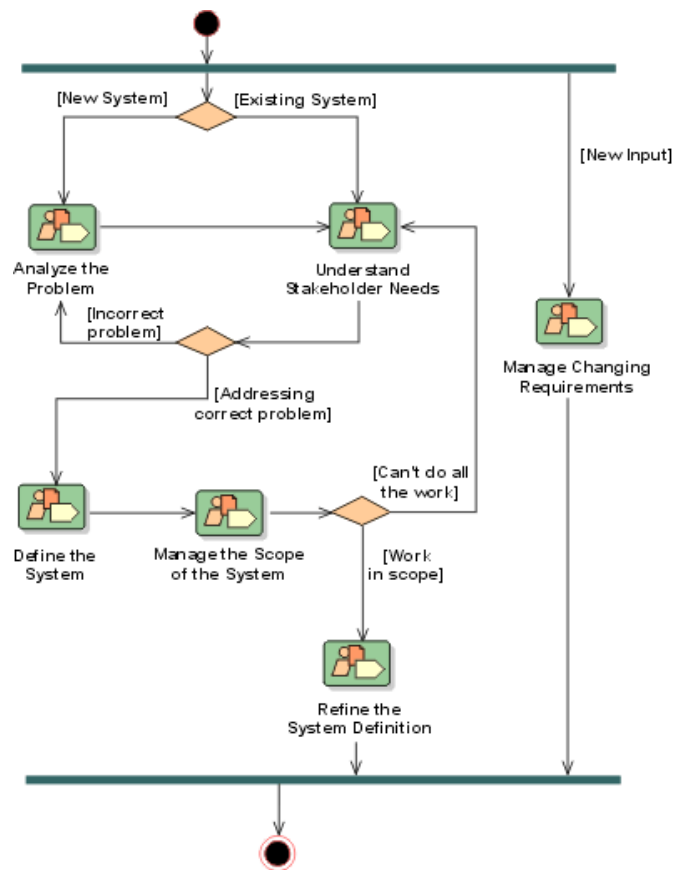 [New System]
[Existing System]
[New Input]
Analyze the
Problem
Understand
Stakeholder Needs
[Incorrect
problem]
Manage Changing
Requirements
[Addressing
correct problem]
[Can't do all
the work]
Define the
System
Manage the Scope
of the System
[Work
in scope]
Refine the
System Definition